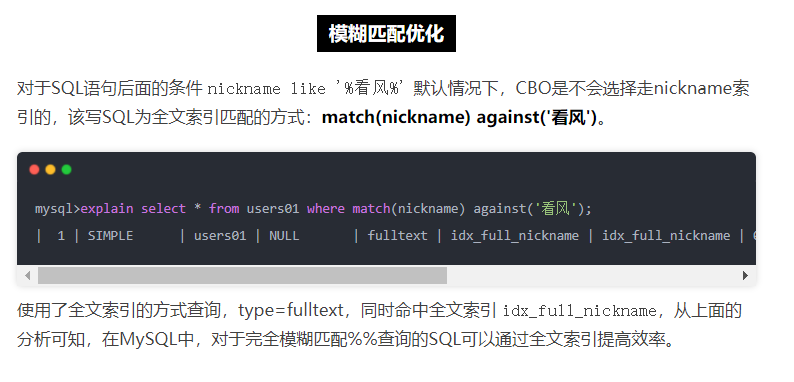 模糊匹配优化
对于SQL语句后面的条件 nickname like '%看风%' 默认情况下，CBO是不会选择走nickname索
引的，该写SQL为全文索引匹配的方式：match(nickname) against('看风')。
mysql>explain select * from users01 where match(nickname) against('看风');
| 1 | SIMPLE | users01 | NULL | fulltext | idx_full_nickname | idx_full_nickname |
使用了全文索引的方式查询，type=fulltext，同时命中全文索引 idx_full_nickname，从上面的
分析可知，在MySQL中，对于完全模糊匹配%%查询的SQL可以通过全文索引提高效率。